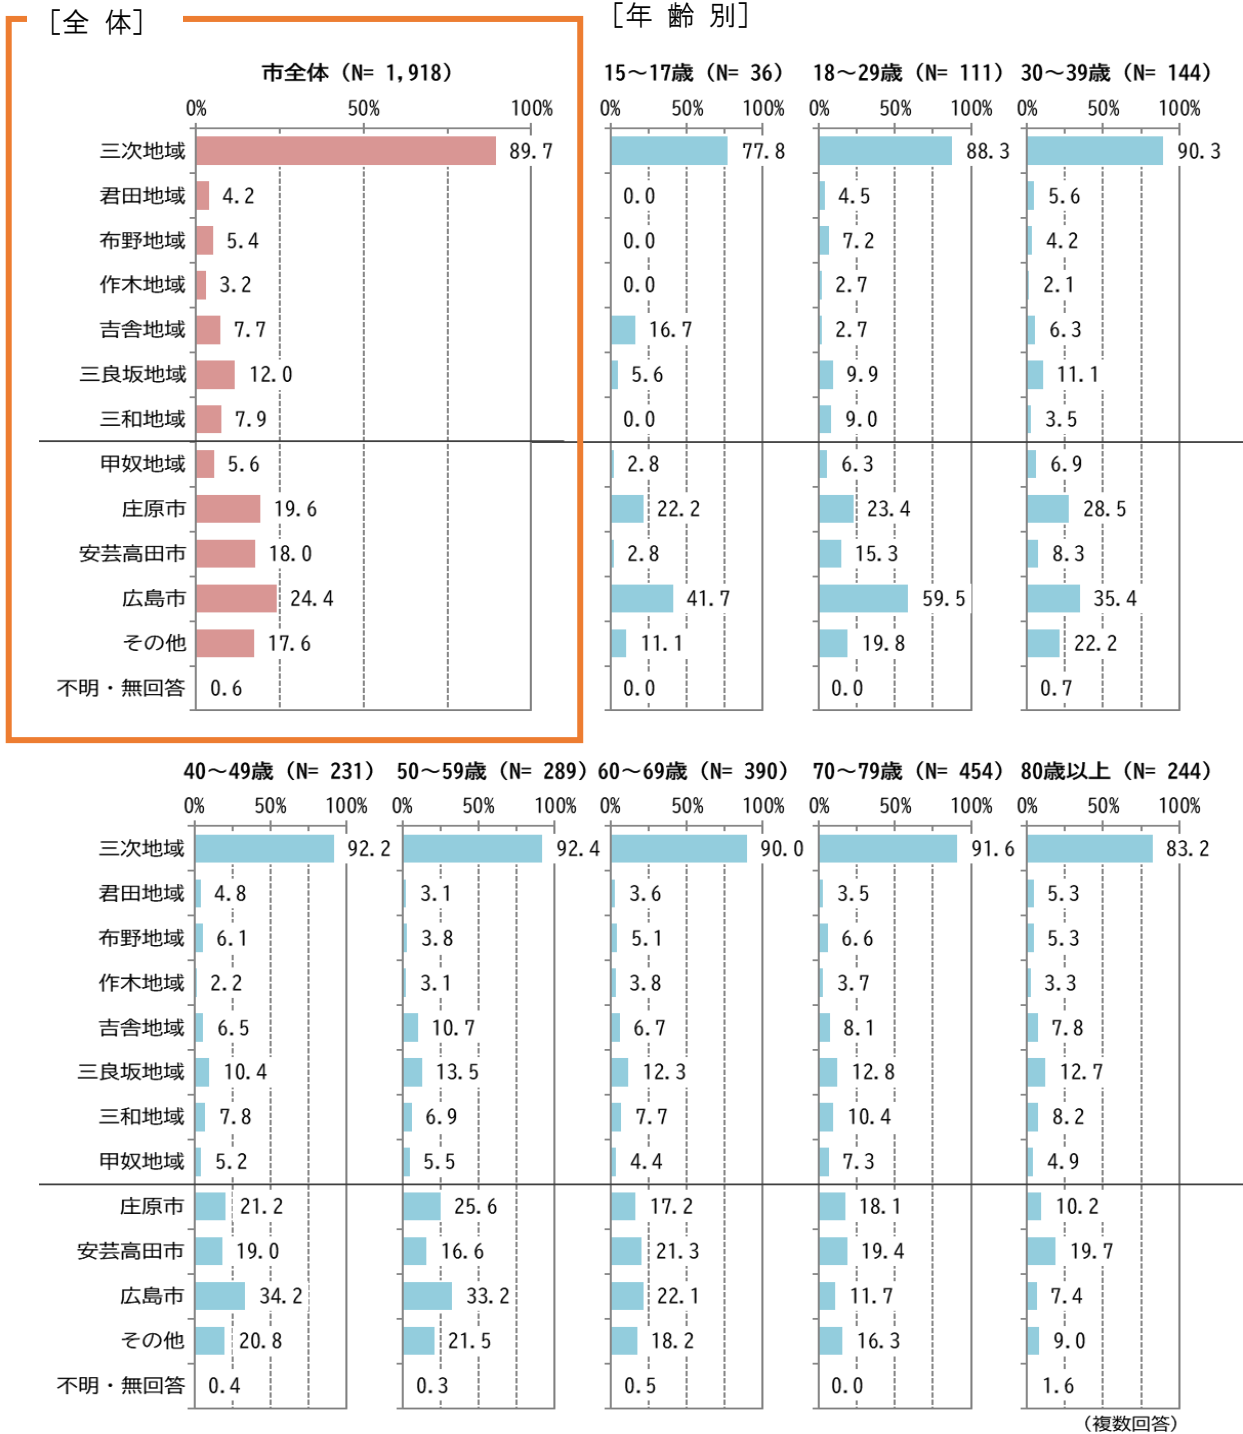 ［全 体］
［年 齢 別］
市全体（N= 1,918） 15～17歳（N= 36） 18～29歳（N= 111） 30～39歳（N= 144）
0% 50% 100% 0% 50% 100% 0% 50% 100% 0% 50% 100%
三次地域 89.7 77.8 88.3 90.3
君田地域 4.2 0.0 4.5 5.6
布野地域 5.4 0.0 7.2 4.2
作木地域 3.2 0.0 2.7 2.1
吉舎地域 7.7 16.7 2.7 6.3
三良坂地域 12.0 5.6 9.9 11.1
三和地域 7.9 0.0 9.0 3.5
甲奴地域 5.6 2.8 6.3 6.9
庄原市 19.6 22.2 23.4 28.5
安芸高田市 18.0 2.8 15.3 8.3
広島市 24.4 41.7 59.5 35.4
その他 17.6 11.1 19.8 22.2
不明・無回答 0.6 0.0 0.0 0.7
40～49歳（N= 231） 50～59歳（N= 289） 60～69歳（N= 390） 70～79歳（N= 454） 80歳以上（N= 244）
0% 50% 100% 0% 50% 100% 0% 50% 100% 0% 50% 100% 0% 50% 100%
三次地域 92.2 92.4 90.0 91.6 83.2
君田地域 4.8 3.1 3.6 3.5 5.3
布野地域 6.1 3.8 5.1 6.6 5.3
作木地域 2.2 3.1 3.8 3.7 3.3
吉舎地域 6.5 10.7 6.7 8.1 7.8
三良坂地域 10.4 13.5 12.3 12.8 12.7
三和地域 7.8 6.9 7.7 10.4 8.2
甲奴地域 5.2 5.5 4.4 7.3 4.9
庄原市 21.2 25.6 17.2 18.1 10.2
安芸高田市 19.0 16.6 21.3 19.4 19.7
広島市 34.2 33.2 22.1 11.7 7.4
その他 20.8 21.5 18.2 16.3 9.0
不明・無回答 0.4 0.3 0.5 0.0 1.6
（複数回答）